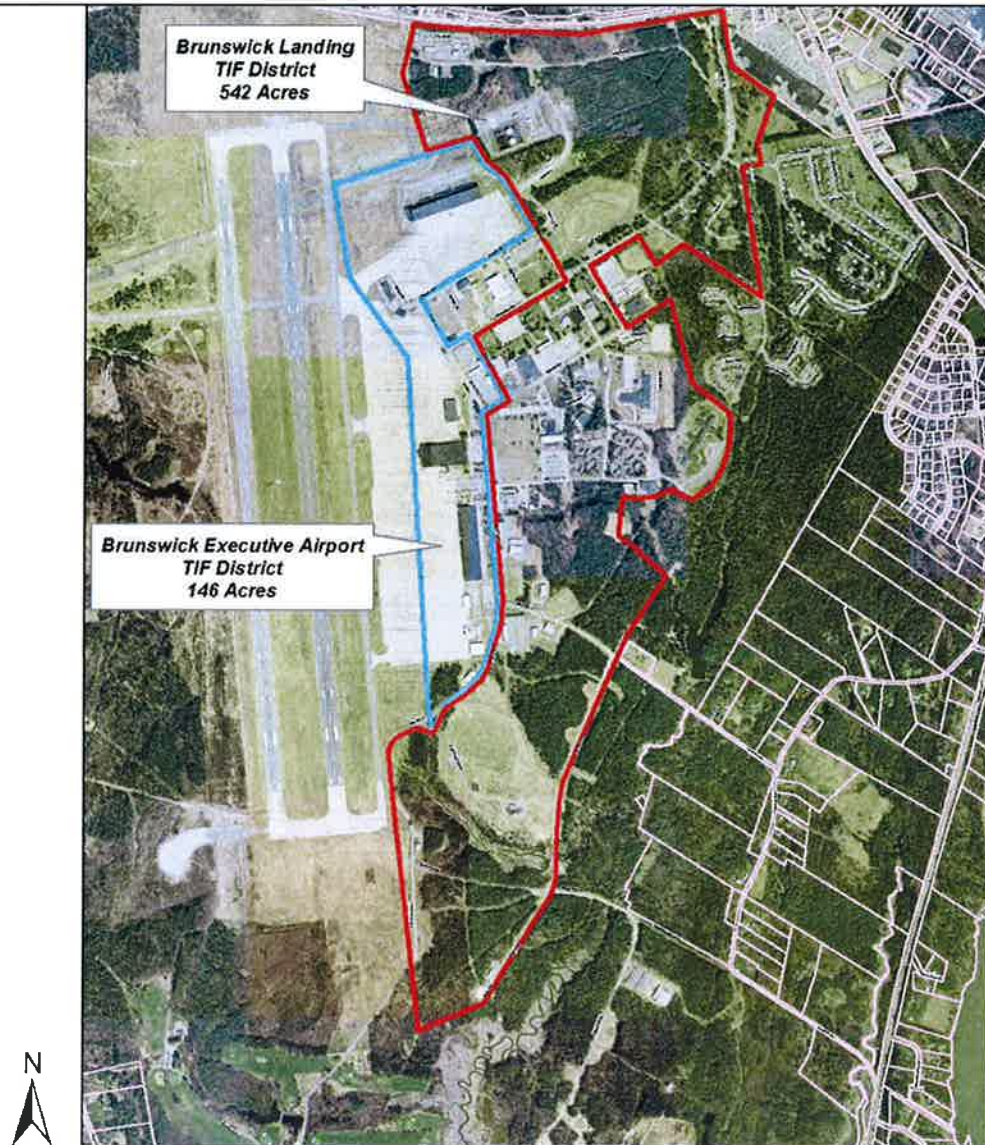 Brunswick Landing
TIF District
542 Acres
Brunswick Executive Airport
TIF District
146 Acres
N